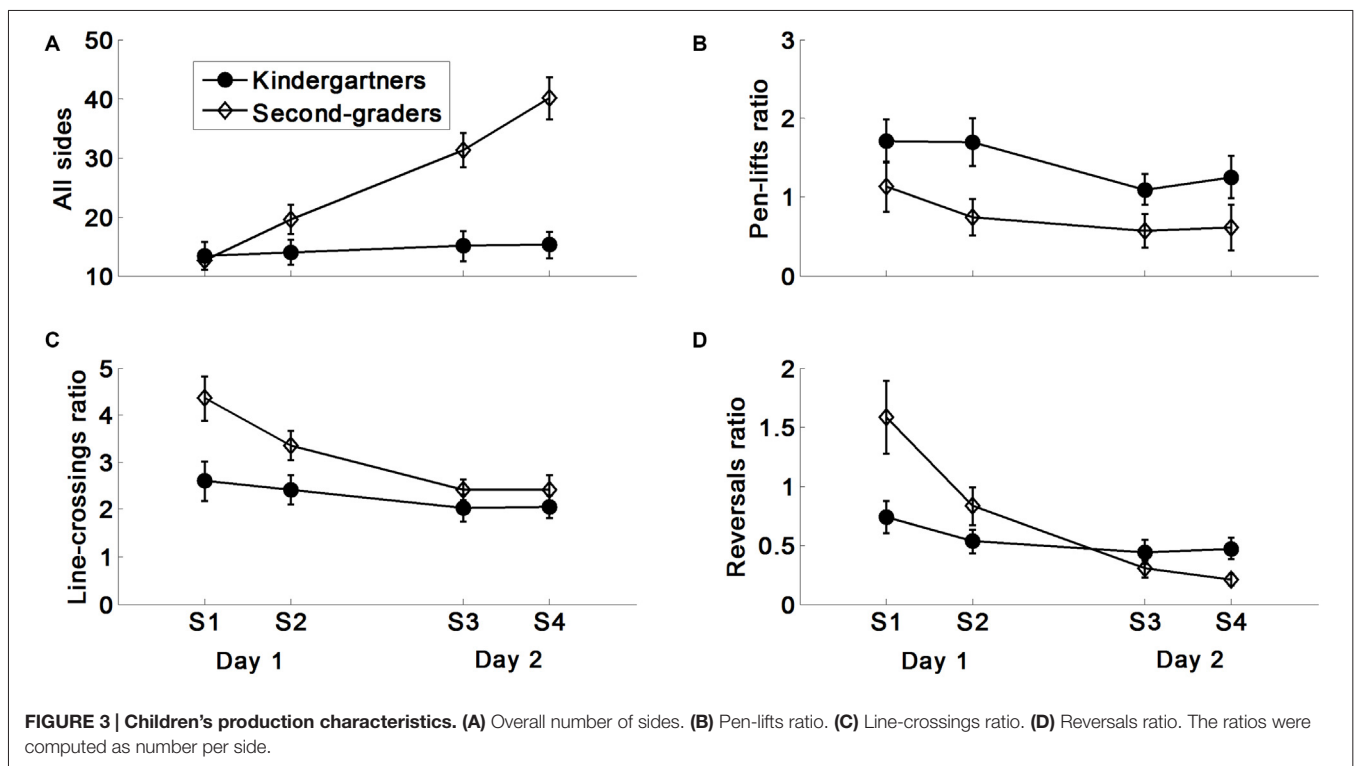 A
50
40
30
20
10
All sides
Kindergartners
Second-graders
B
3
2
1
0
Pen-lifts ratio
C
5
4
3
2
1
0
Line-crossings ratio
S1 S2 S3 S4
Day 1 Day 2
D
2
1.5
1
0.5
0
Reversals ratio
S1 S2 S3 S4
Day 1 Day 2
FIGURE 3 | Children’s production characteristics. (A) Overall number of sides. (B) Pen-lifts ratio. (C) Line-crossings ratio. (D) Reversals ratio. The ratios were
computed as number per side.